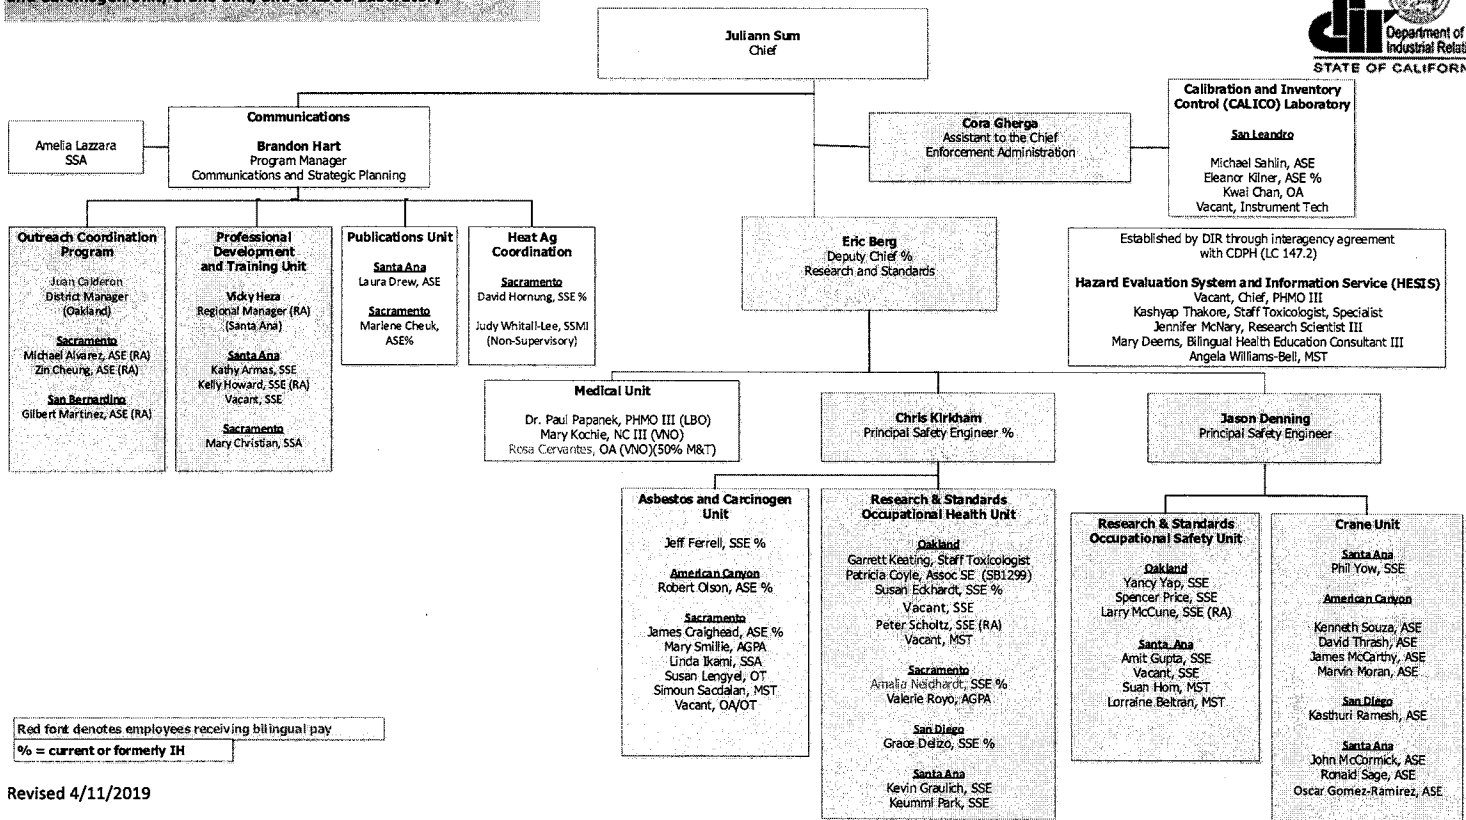 Juliann Sum
Chief
Department of
Industrial Relati
STATE OF CALIFORN
Calibration and Inventory
Control (CALICO) Laboratory
San Leandro
Michael Sahlin, ASE
Eleanor Kilner, ASE %
Kwai Chan, OA
Vacant, Instrument Tech
Cora Gherga
Assistant to the Chief
Enforcement Administration
Communications
Brandon Hart
Program Manager
Communications and Strategic Planning
Amelia Lazzara
SSA
Outreach Coordination
Program
Juan Calderon
District Manager
(Oakland)
Sacramento
Michael Alvarez, ASE (RA)
Zin Cheung, ASE (RA)
San Bernardino
Gilbert Martinez, ASE (RA)
Professional
Development
and Training Unit
Vicky Heza
Regional Manager (RA)
(Santa Ana)
Santa Ana
Kathy Armas, SSE
Kelly Howard, SSE (RA)
Vacant, SSE
Sacramento
Mary Christian, SSA
Publications Unit
Santa Ana
Laura Drew, ASE
Sacramento
Marlene Cheuk,
ASE%
Heat Ag
Coordination
Sacramento
David Hornung, SSE %
Judy Whitall-Lee, SSMI
(Non-Supervisory)
Eric Berg
Deputy Chief %
Research and Standards
Established by DIR through interagency agreement
with CDPH (LC 147.2)
Hazard Evaluation System and Information Service (HESIS)
Vacant, Chief, PHMO III
Kashyap Thakore, Staff Toxicologist, Specialist
Jennifer McNary, Research Scientist III
Mary Deems, Bilingual Health Education Consultant III
Angela Williams-Bell, MST
Medical Unit
Dr. Paul Papanek, PHMO III (LBO)
Mary Kochie, NC III (VNO)
Rosa Cervantes, OA (VNO)(50% M&T)
Chris Kirkham
Principal Safety Engineer %
Jason Denning
Principal Safety Engineer
Asbestos and Carcinogen
Unit
Jeff Ferrell, SSE %
American Canyon
Robert Olson, ASE %
Sacramento
James Craighead, ASE %
Mary Smillie, AGPA
Linda Ikami, SSA
Susan Lengyel, OT
Simoun Sacdalan, MST
Vacant, OA/OT
Research & Standards
Occupational Health Unit
Oakland
Garrett Keating, Staff Toxicologist
Patricia Coyle, Assoc SE (SB1299)
Susan Eckhardt, SSE %
Vacant, SSE
Peter Scholtz, SSE (RA)
Vacant, MST
Sacramento
Amalia Neidhardt, SSE %
Valerie Royo, AGPA
San Diego
Grace Delizo, SSE %
Santa Ana
Kevin Graulich, SSE
Keummi Park, SSE
Research & Standards
Occupational Safety Unit
Oakland
Yancy Yap, SSE
Spencer Price, SSE
Larry McCune, SSE (RA)
Santa Ana
Amit Gupta, SSE
Vacant, SSE
Suan Hom, MST
Lorraine Beltran, MST
Crane Unit
Santa Ana
Phil Yow, SSE
American Canyon
Kenneth Souza, ASE
David Thrash, ASE
James McCarthy, ASE
Marvin Moran, ASE
San Diego
Kasthuri Ramesh, ASE
Santa Ana
John McCormick, ASE
Ronald Sage, ASE
Oscar Gomez-Ramirez, ASE
Red font denotes employees receiving bilingual pay
% = current or formerly IH
Revised 4/11/2019